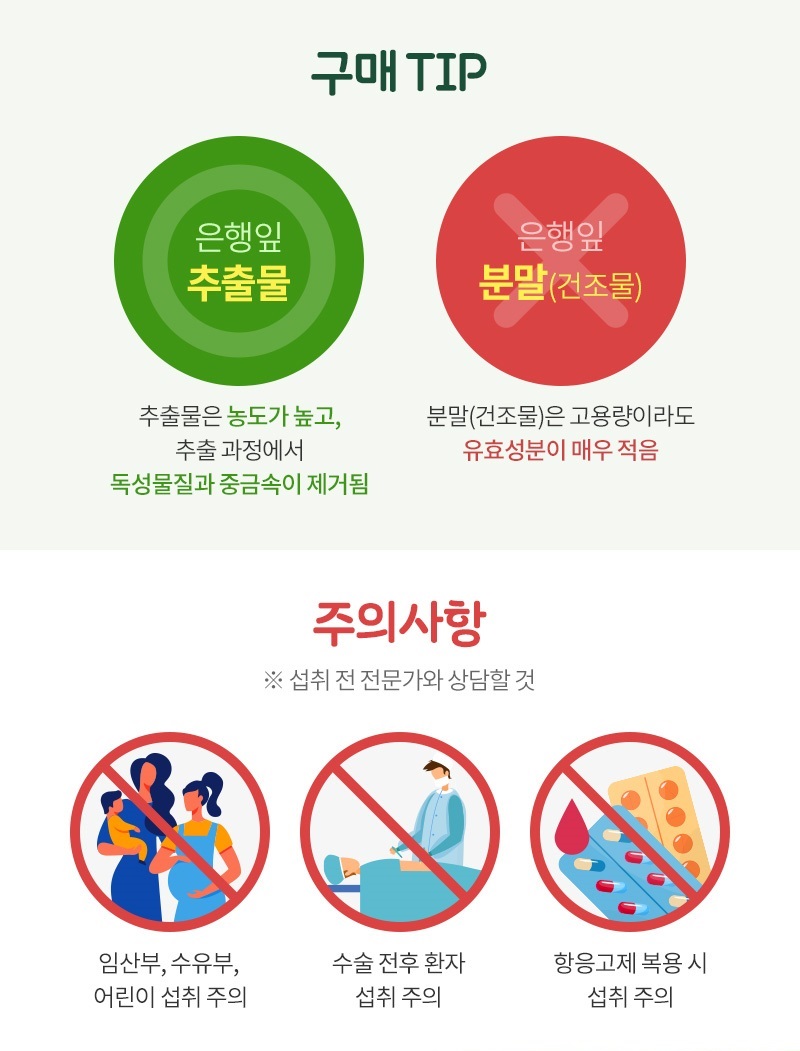 구매 TIP
은행잎
추출물
은행잎
분말(건조물)
추출물은 농도가 높고,
추출 과정에서
독성물질과 중금속이 제거됨
분말(건조물)은 고용량이라도
유효성분이 매우 적음
주의사항
※ 섭취 전 전문가와 상담할 것
임산부, 수유부,
어린이 섭취 주의
수술 전후 환자
섭취 주의
항응고제 복용 시
섭취 주의